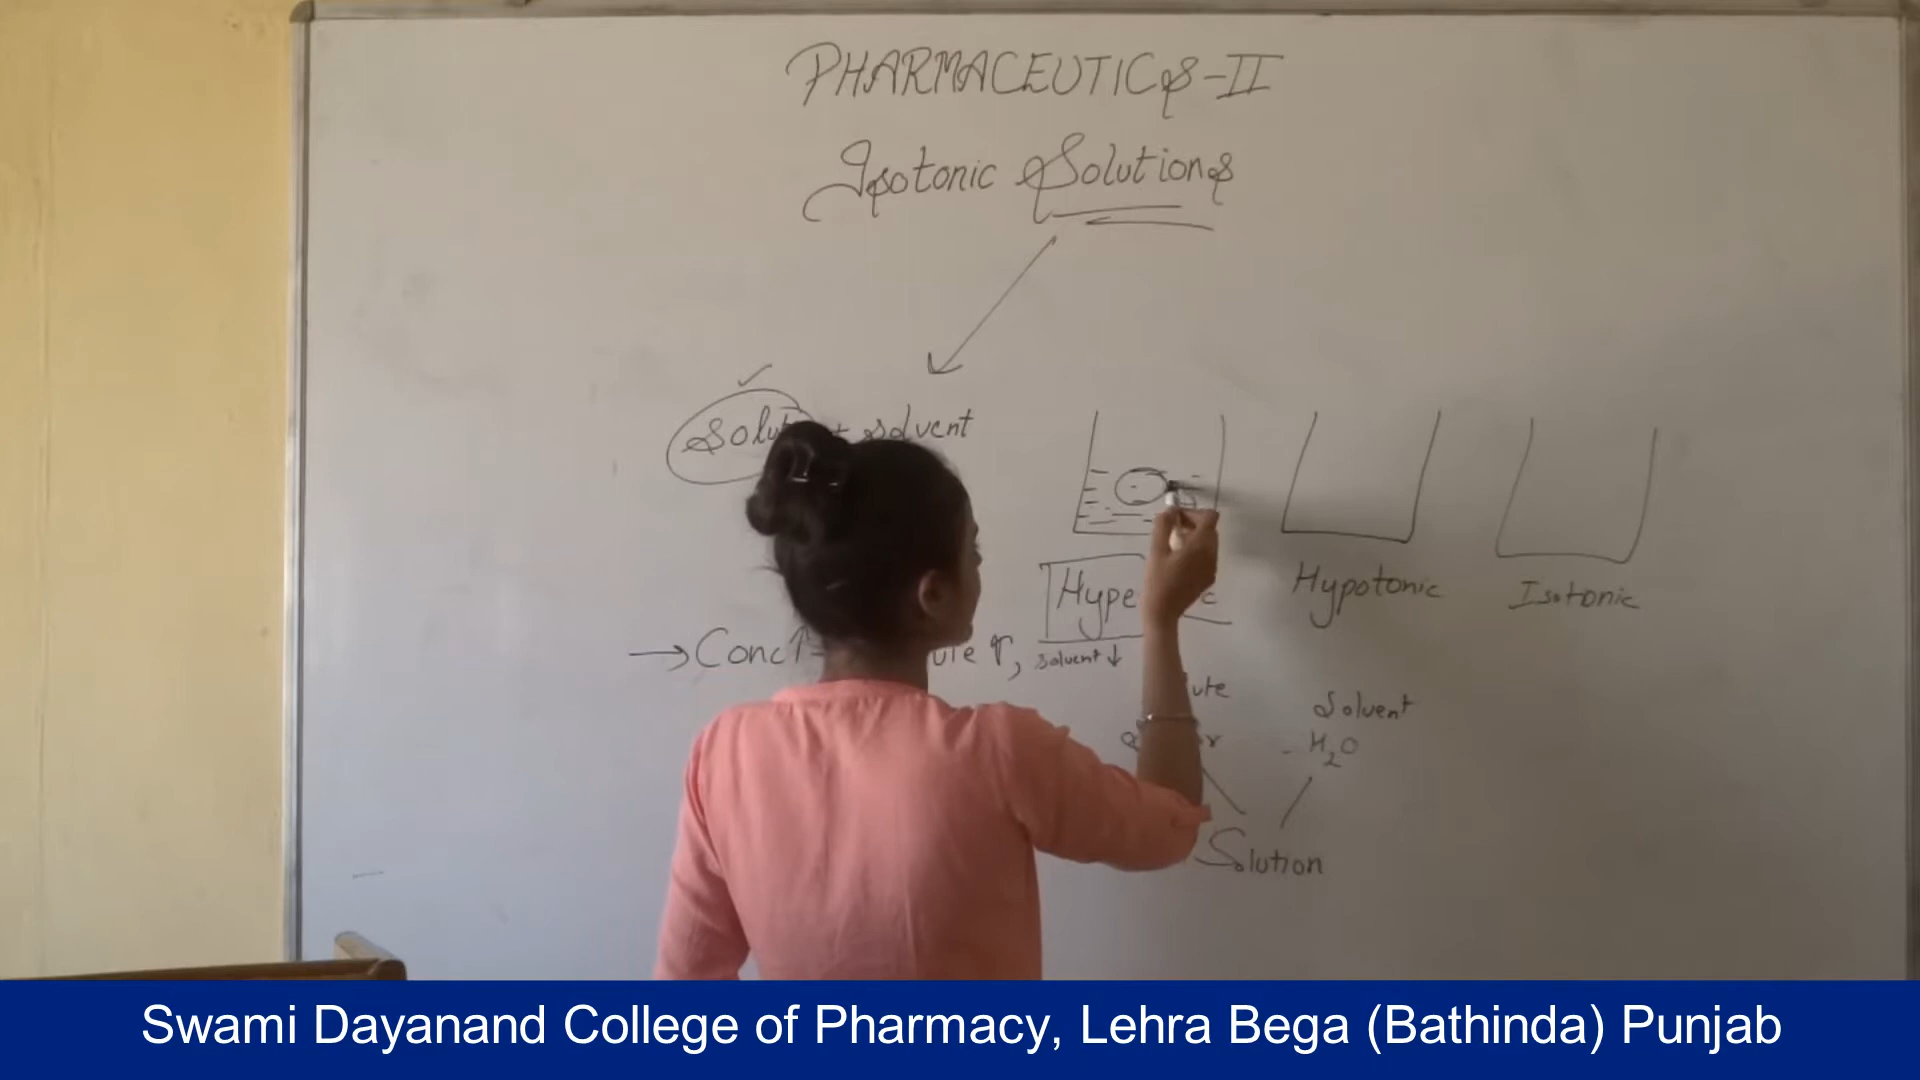 PHARMACEUTICS-II
Isotonic Solutions
+ solvent
Hypotonic
Isotonic
→ Conc↑
↑, solvent ↓
Solvent
- H₂O
Solution
Swami Dayanand College of Pharmacy, Lehra Bega (Bathinda) Punjab